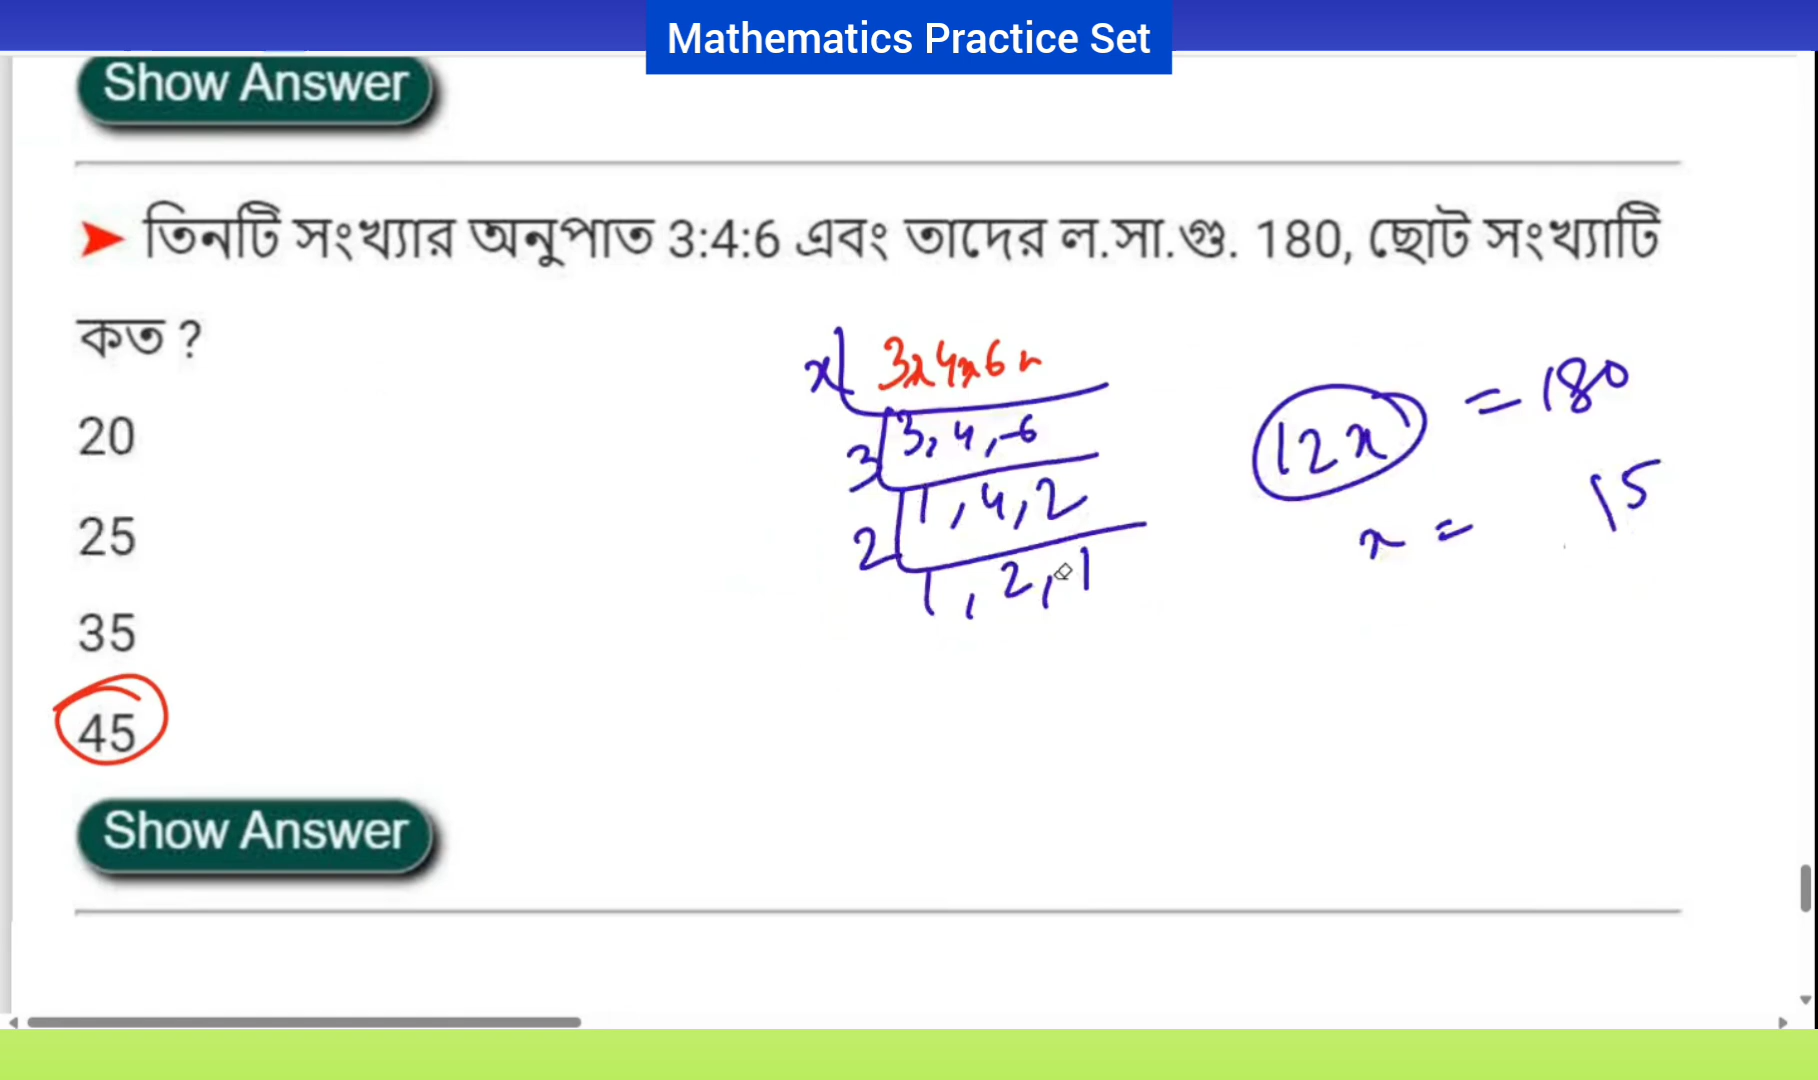 Mathematics Practice Set
Show Answer
➤ তিনটি সংখ্যার অনুপাত 3:4:6 এবং তাদের ল.সা.গু. 180, ছোট সংখ্যাটি
কত ?
x 3x 4x 6x
3 3, 4, 6
2 1, 4, 2
1, 2, 1
12x = 180
x = 15
20
25
35
45
Show Answer